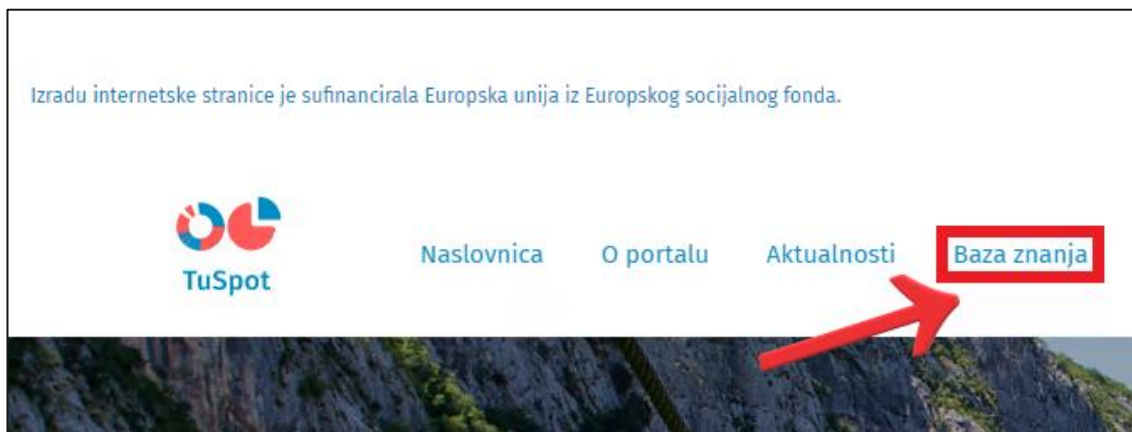 Izradu internetske stranice je sufinancirala Europska unija iz Europskog socijalnog fonda.
TuSpot
Naslovnica O portalu Aktualnosti Baza znanja